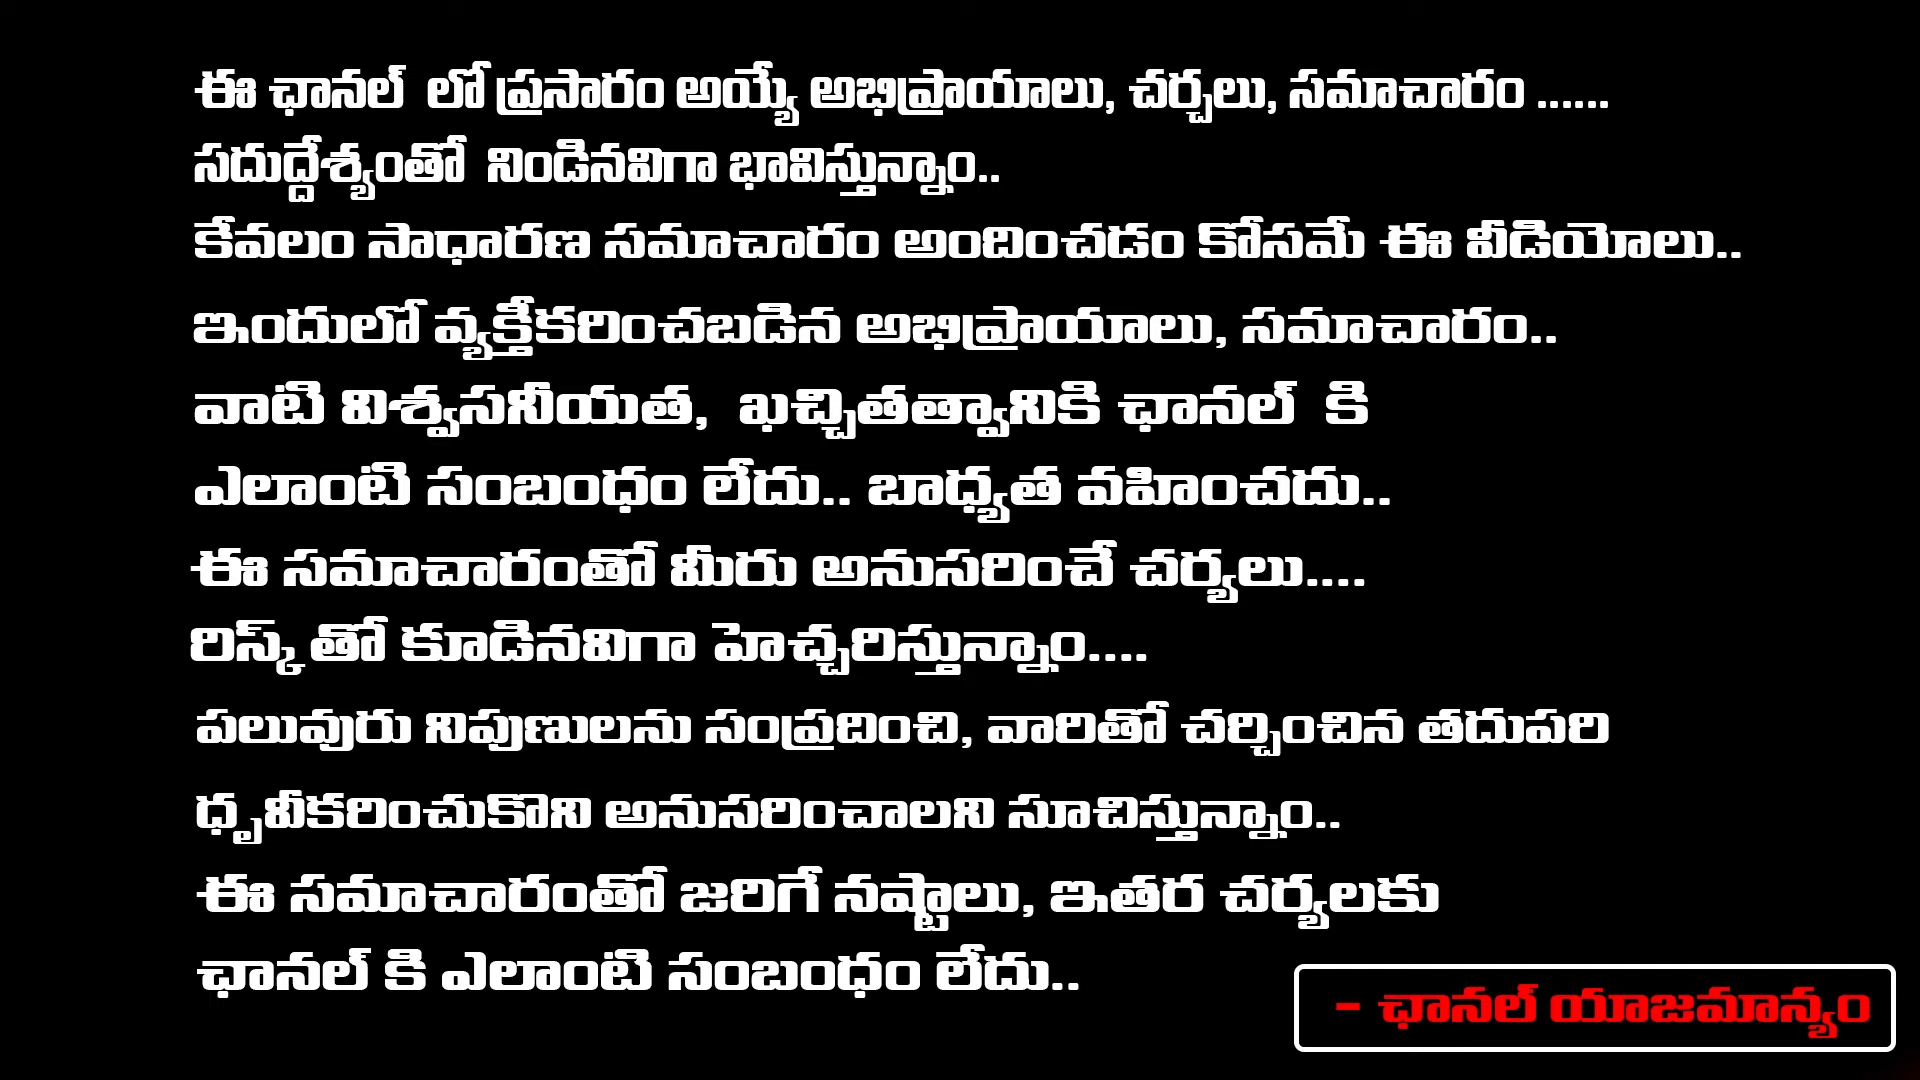 ఈ ఛానల్ లో ప్రసారం అయ్యే అభిప్రాయాలు, చర్చలు, సమాచారం ......
సదుద్దేశ్యంతో నిండినవిగా భావిస్తున్నాం..
కేవలం సాధారణ సమాచారం అందించడం కోసమే ఈ వీడియోలు..
ఇందులో వ్యక్తీకరించబడిన అభిప్రాయాలు, సమాచారం..
వాటి విశ్వసనీయత, ఖచ్చితత్వానికి ఛానల్ కి
ఎలాంటి సంబంధం లేదు.. బాధ్యత వహించదు..
ఈ సమాచారంతో మీరు అనుసరించే చర్యలు....
రిస్క్ తో కూడినవిగా హెచ్చరిస్తున్నాం....
పలువురు నిపుణులను సంప్రదించి, వారితో చర్చించిన తదుపరి
ధృవీకరించుకొని అనుసరించాలని సూచిస్తున్నాం..
ఈ సమాచారంతో జరిగే నష్టాలు, ఇతర చర్యలకు
ఛానల్ కి ఎలాంటి సంబంధం లేదు..
- ఛానల్ యాజమాన్యం